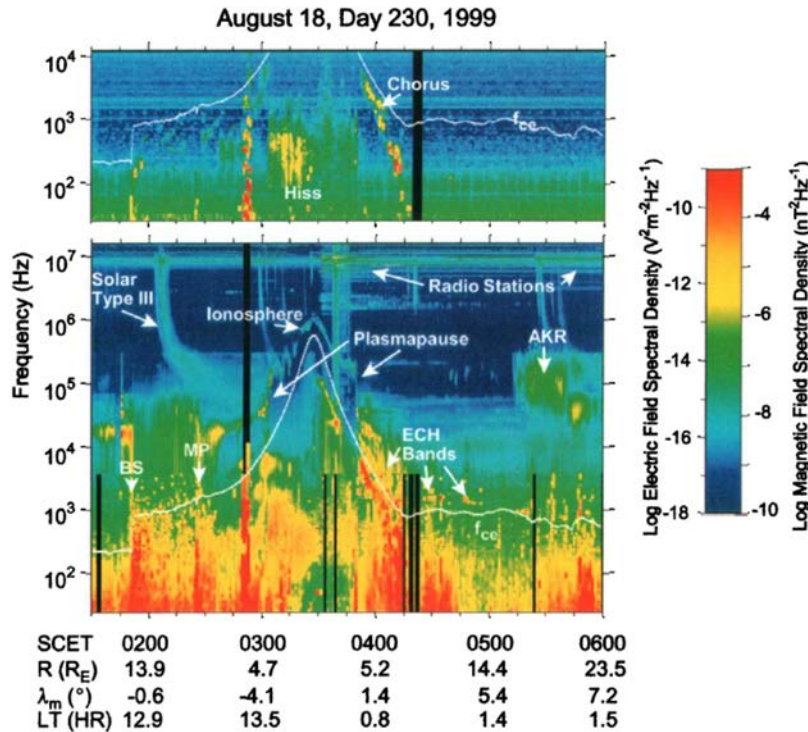 August 18, Day 230, 1999
10⁴
10³
10²
Chorus
f_ce
Hiss
Frequency (Hz)
10⁷
10⁶
10⁵
10⁴
10³
10²
Solar
Type III
Radio Stations
Ionosphere
Plasmapause
AKR
BS
MP
ECH
Bands
f_ce
Log Electric Field Spectral Density (V²m⁻²Hz⁻¹)
-10
-12
-14
-16
-18
-4
-6
-8
-10
Log Magnetic Field Spectral Density (nT²Hz⁻¹)
SCET 0200 0300 0400 0500 0600
R (R_E) 13.9 4.7 5.2 14.4 23.5
λ_m (°) -0.6 -4.1 1.4 5.4 7.2
LT (HR) 12.9 13.5 0.8 1.4 1.5